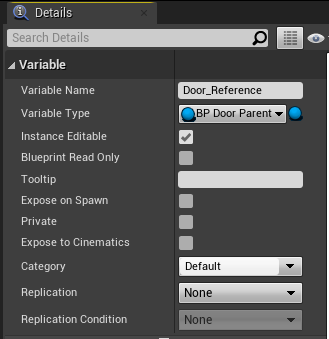 Details
Search Details
Variable
Variable Name Door_Reference
Variable Type BP Door Parent
Instance Editable
Blueprint Read Only
Tooltip
Expose on Spawn
Private
Expose to Cinematics
Category Default
Replication None
Replication Condition None